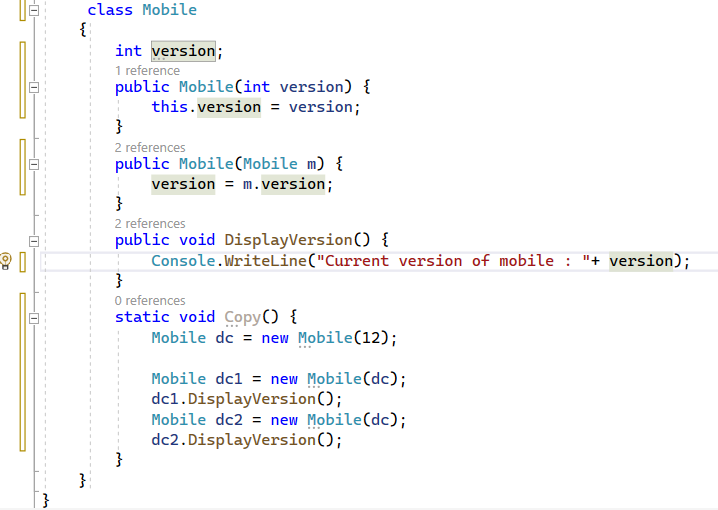 class Mobile
{
int version;
1 reference
public Mobile(int version) {
this.version = version;
}
2 references
public Mobile(Mobile m) {
version = m.version;
}
2 references
public void DisplayVersion() {
Console.WriteLine("Current version of mobile : "+ version);
}
0 references
static void Copy() {
Mobile dc = new Mobile(12);
Mobile dc1 = new Mobile(dc);
dc1.DisplayVersion();
Mobile dc2 = new Mobile(dc);
dc2.DisplayVersion();
}
}
}